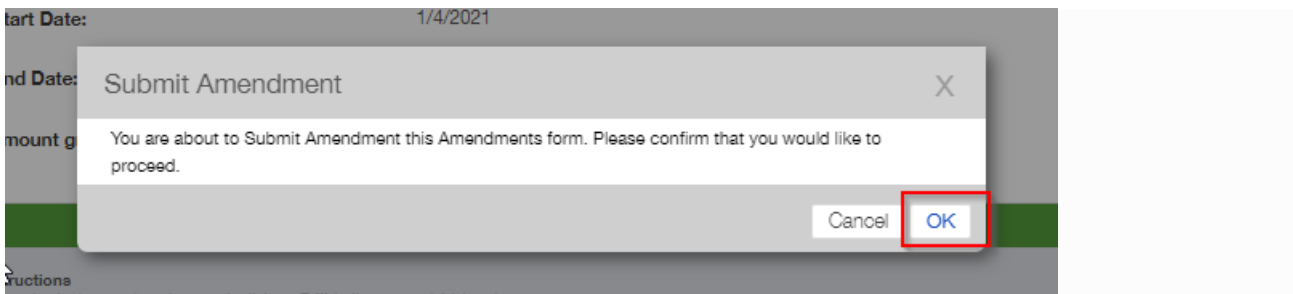 tart Date: 1/4/2021
nd Date:
Submit Amendment X
mount g
You are about to Submit Amendment this Amendments form. Please confirm that you would like to
proceed.
Cancel OK
ructions